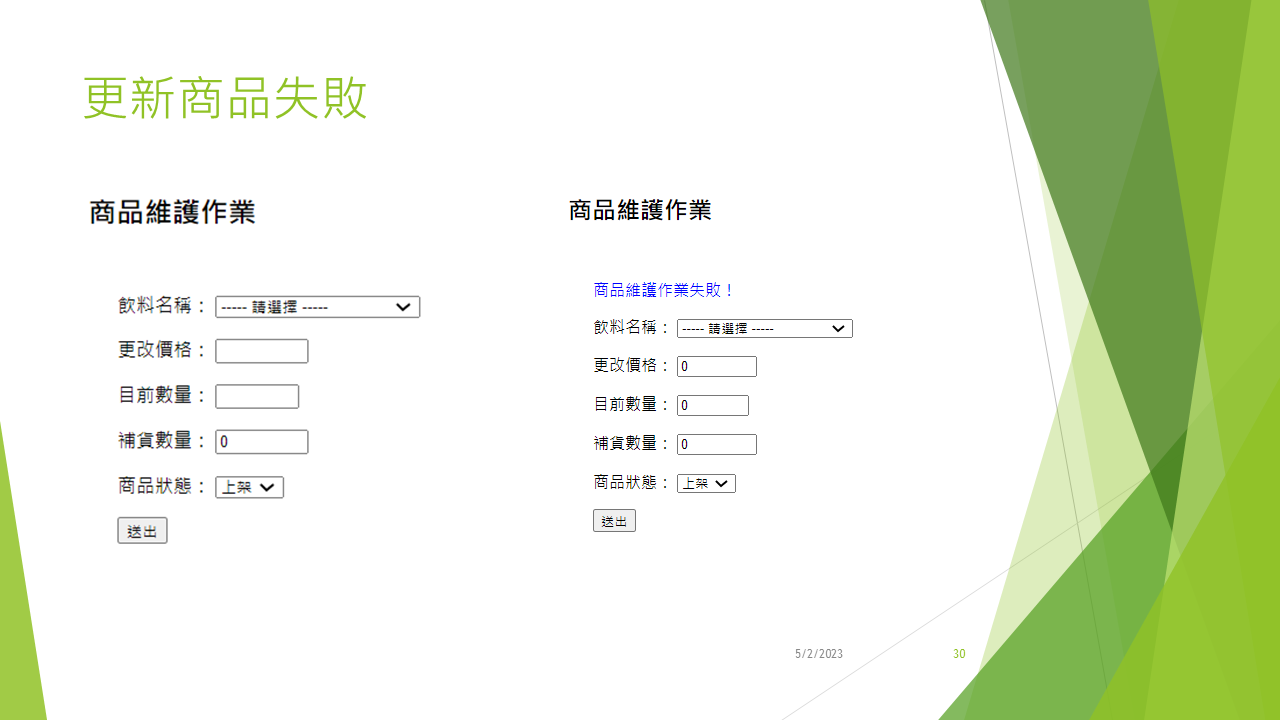 更新商品失敗
商品維護作業
飲料名稱： ----- 請選擇 -----
更改價格：
目前數量：
補貨數量： 0
商品狀態： 上架
送出
商品維護作業
商品維護作業失敗！
飲料名稱： ----- 請選擇 -----
更改價格： 0
目前數量： 0
補貨數量： 0
商品狀態： 上架
送出
5/2/2023
30